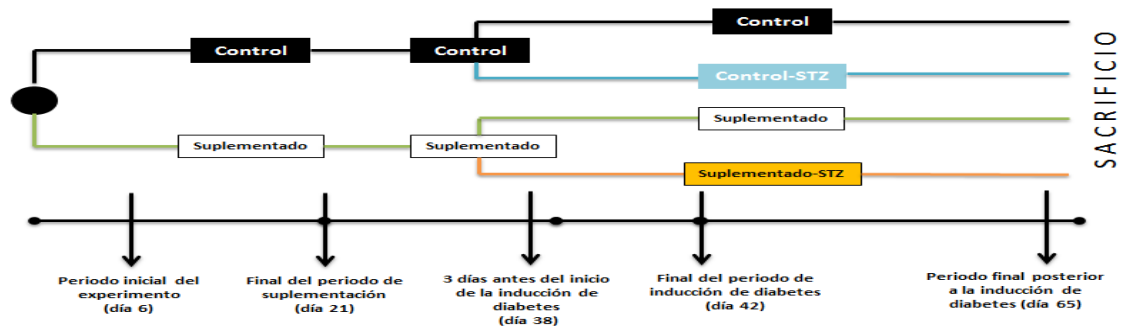 Control
Control
Control
Control-STZ
Suplementado
Suplementado
Suplementado
Suplementado-STZ
SACRIFICIO
Periodo inicial del
experimento
(día 6)
Final del periodo de
suplementación
(día 21)
3 días antes del inicio
de la inducción de
diabetes
(día 38)
Final del periodo de
inducción de diabetes
(día 42)
Periodo final posterior
a la inducción de
diabetes (día 65)